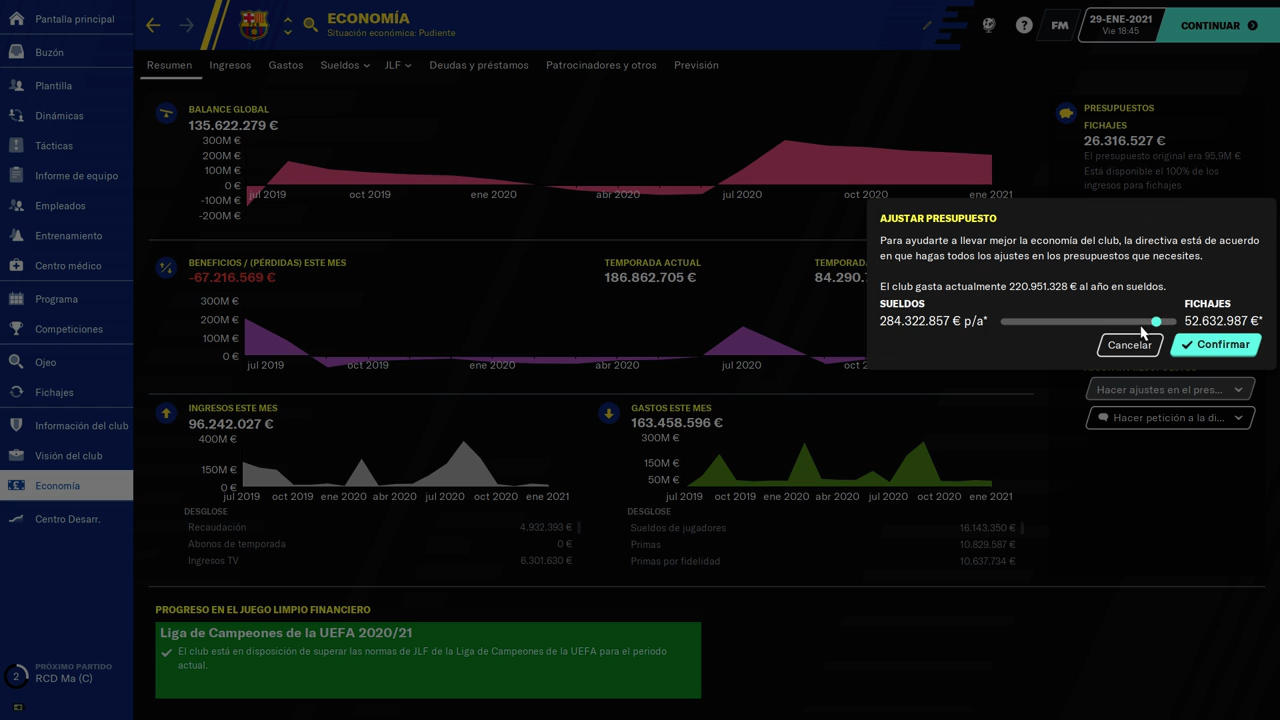 Pantalla principal
Buzón
Plantilla
Dinámicas
Tácticas
Informe de equipo
Empleados
Entrenamiento
Centro médico
Programa
Competiciones
Ojeo
Fichajes
Información del club
Visión del club
Economía
Centro Desarr.
2
PRÓXIMO PARTIDO
RCD Ma (C)
ECONOMÍA
Situación económica: Pudiente
?
FM
29-ENE-2021
Vie 18:45
CONTINUAR
Resumen Ingresos Gastos Sueldos JLF Deudas y préstamos Patrocinadores y otros Previsión
BALANCE GLOBAL
135.622.279 €
300M €
200M €
100M €
0 €
-100M €
-200M €
jul 2019 oct 2019 ene 2020 abr 2020 jul 2020 oct 2020 ene 2021
PRESUPUESTOS
FICHAJES
26.316.527 €
El presupuesto original era 95,9M €
Está disponible el 100% de los
ingresos para fichajes
BENEFICIOS / (PÉRDIDAS) ESTE MES
-67.216.569 €
TEMPORADA ACTUAL
186.862.705 €
TEMPORAD
84.290.7
300M €
200M €
100M €
0 €
jul 2019 oct 2019 ene 2020 abr 2020 jul 2020 oct 2
AJUSTAR PRESUPUESTO
Para ayudarte a llevar mejor la economía del club, la directiva está de acuerdo
en que hagas todos los ajustes en los presupuestos que necesites.
El club gasta actualmente 220.951.328 € al año en sueldos.
SUELDOS FICHAJES
284.322.857 € p/a* 52.632.987 €*
Cancelar Confirmar
Hacer ajustes en el pres...
Hacer petición a la di...
INGRESOS ESTE MES
96.242.027 €
400M €
150M €
0 €
jul 2019 oct 2019 ene 2020 abr 2020 jul 2020 oct 2020 ene 2021
DESGLOSE
Recaudación 4.932.393 €
Abonos de temporada 0 €
Ingresos TV 6.301.630 €
GASTOS ESTE MES
163.458.596 €
300M €
150M €
50M €
jul 2019 oct 2019 ene 2020 abr 2020 jul 2020 oct 2020 ene 2021
DESGLOSE
Sueldos de jugadores 16.143.350 €
Primas 10.829.587 €
Primas por fidelidad 10.637.734 €
PROGRESO EN EL JUEGO LIMPIO FINANCIERO
Liga de Campeones de la UEFA 2020/21
El club está en disposición de superar las normas de JLF de la Liga de Campeones de la UEFA para el periodo
actual.